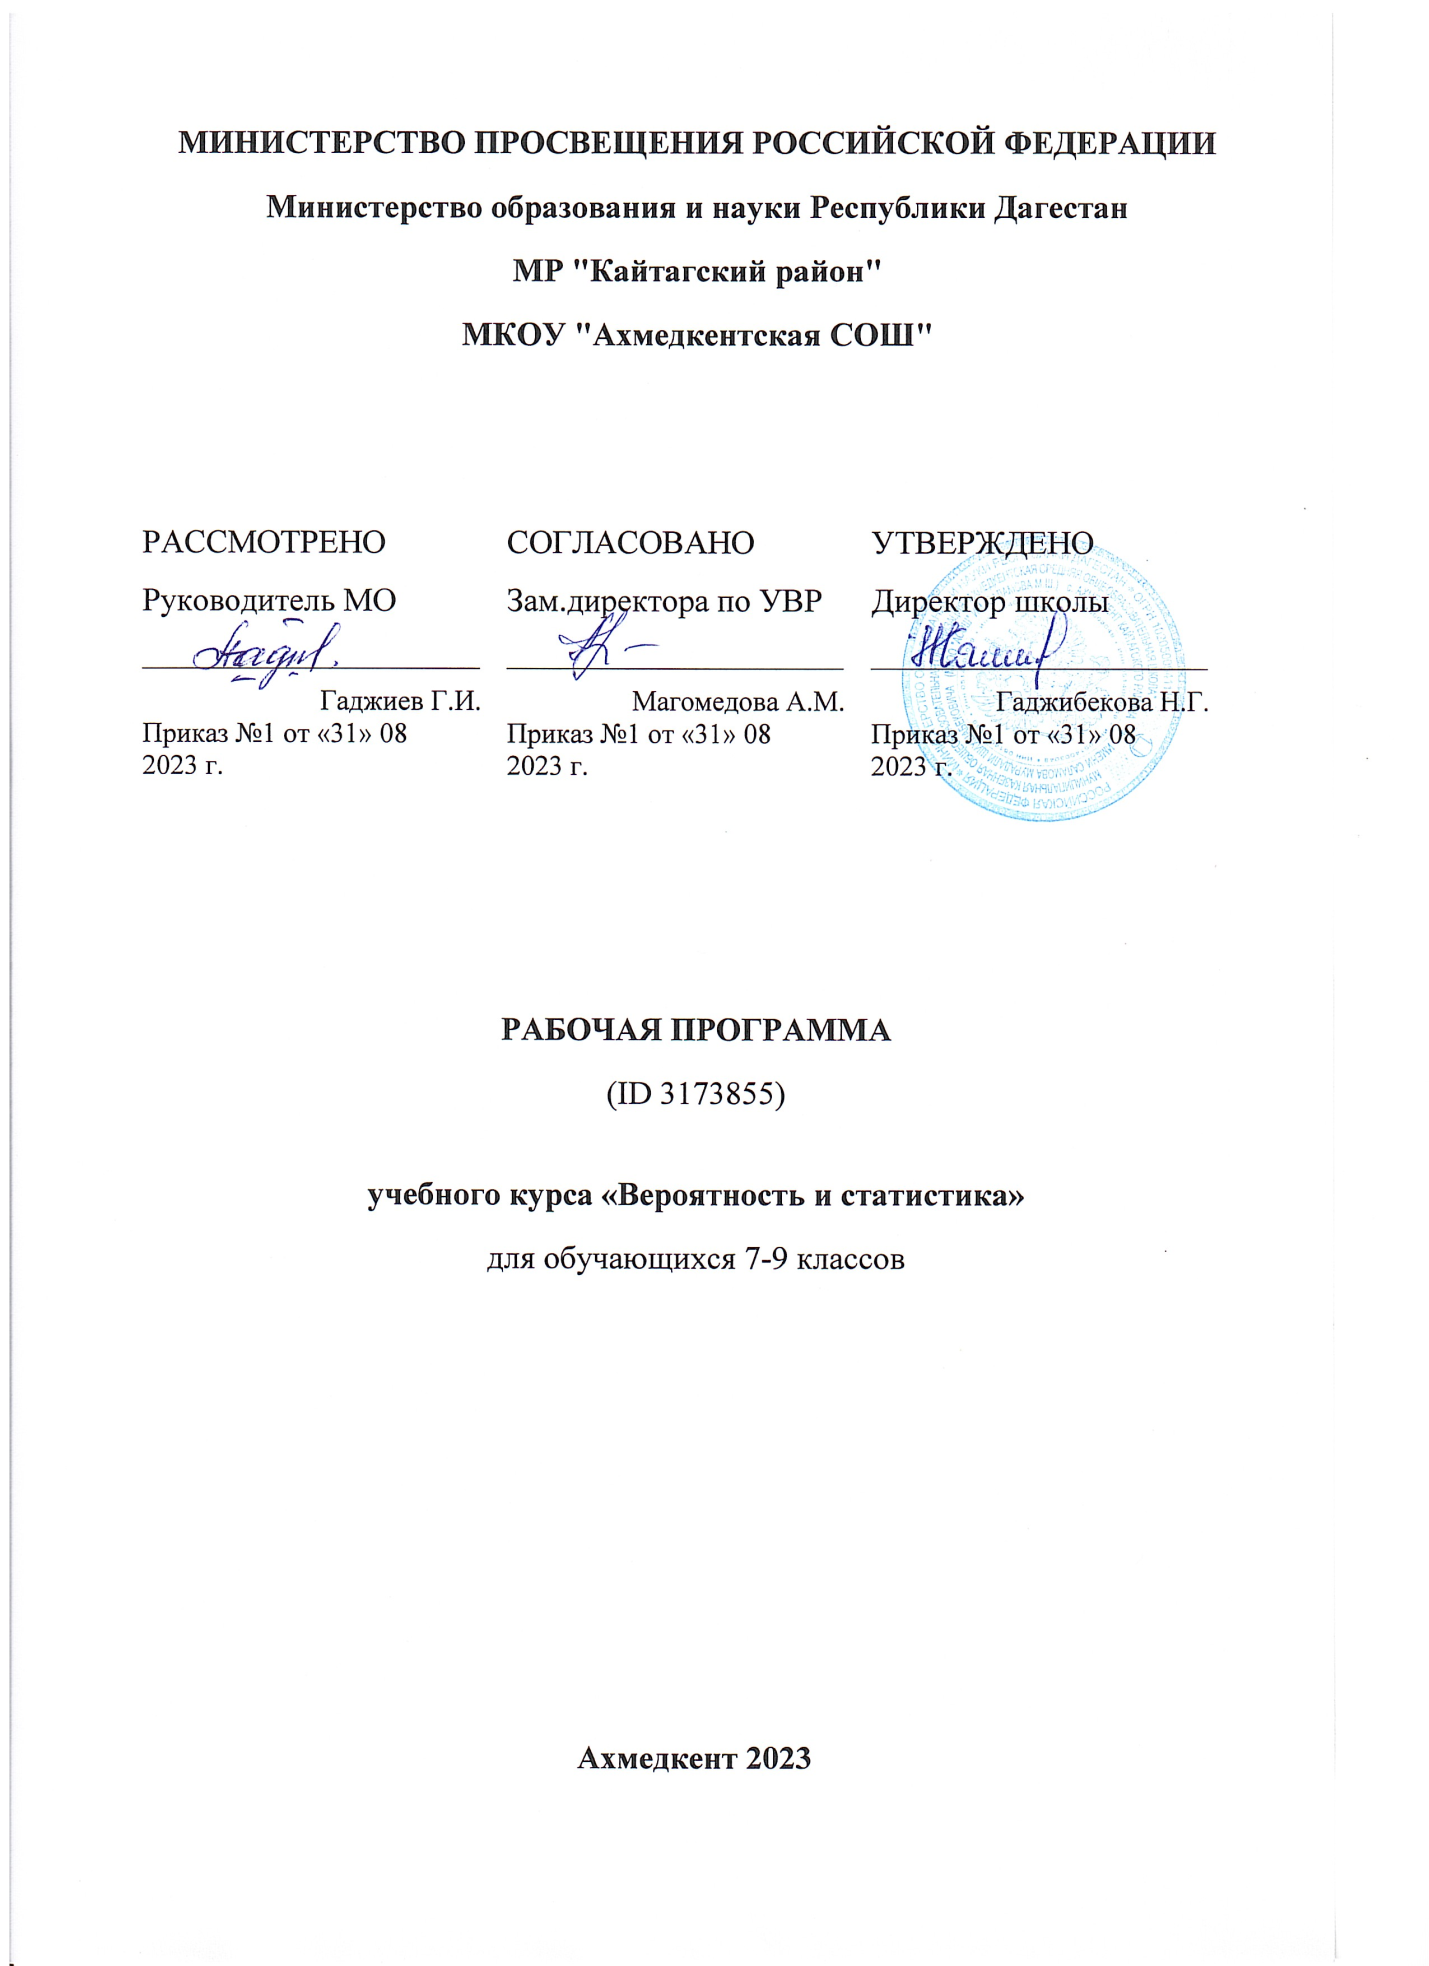 МИНИСТЕРСТВО ПРОСВЕЩЕНИЯ РОССИЙСКОЙ ФЕДЕРАЦИИ
Министерство образования и науки Республики Дагестан
МР "Кайтагский район"
МКОУ "Ахмедкентская СОШ"
РАССМОТРЕНО
Руководитель МО
Гаджиев Г.И.
Приказ №1 от «31» 08
2023 г.
СОГЛАСОВАНО
Зам.директора по УВР
Магомедова А.М.
Приказ №1 от «31» 08
2023 г.
УТВЕРЖДЕНО
Директор школы
Гаджибекова Н.Г.
Приказ №1 от «31» 08
2023 г.
РОССИЙСКАЯ ФЕДЕРАЦИЯ
РАБОЧАЯ ПРОГРАММА
(ID 3173855)
учебного курса «Вероятность и статистика»
для обучающихся 7-9 классов
Ахмедкент 2023